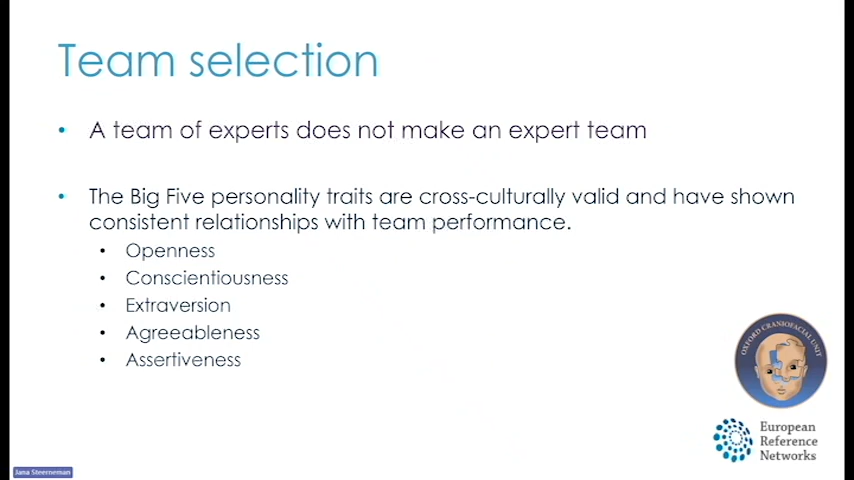 Team selection
• A team of experts does not make an expert team
• The Big Five personality traits are cross-culturally valid and have shown
consistent relationships with team performance.
• Openness
• Conscientiousness
• Extraversion
• Agreeableness
• Assertiveness
OXFORD CRANIOFACIAL UNIT
European
Reference
Networks
Jana Steerneman